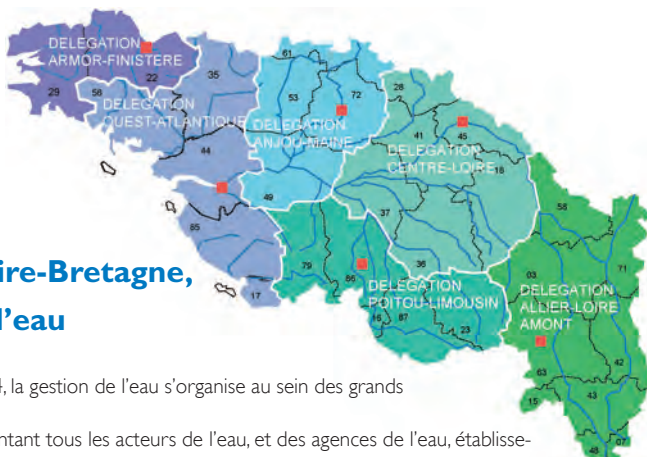 DELEGATION
ARMOR-FINISTERE
29
22
56
35
DELEGATION
OUEST-ATLANTIQUE
44
85
17
61
53
72
DELEGATION
ANJOU-MAINE
49
28
41
45
18
DELEGATION
CENTRE-LOIRE
37
36
79
86
DELEGATION
POITOU-LIMOUSIN
16
87
23
58
03
71
DELEGATION
ALLIER-LOIRE
AMONT
63
42
15
43
48
07
ire-Bretagne,
l'eau
, la gestion de l'eau s'organise au sein des grands
ntant tous les acteurs de l'eau, et des agences de l'eau, établisse-